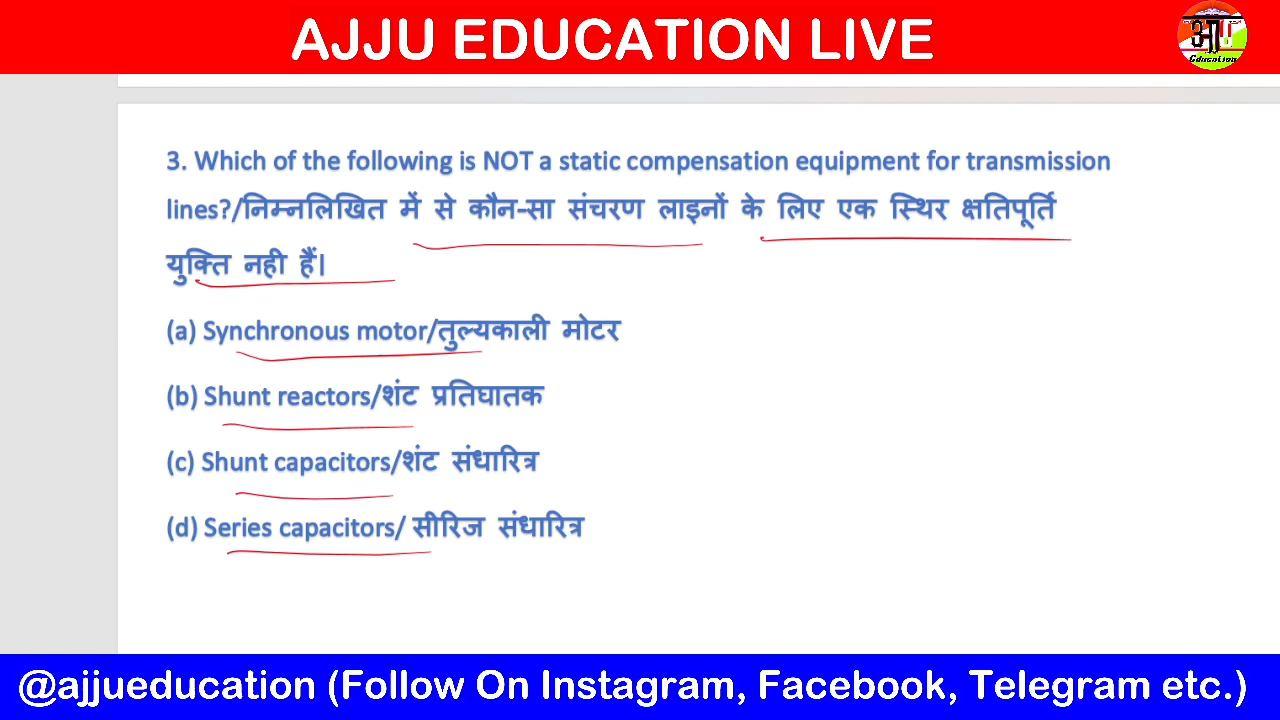 AJJU EDUCATION LIVE
Education
3. Which of the following is NOT a static compensation equipment for transmission
lines?/निम्नलिखित में से कौन-सा संचरण लाइनों के लिए एक स्थिर क्षतिपूर्ति
युक्ति नही हैं।
(a) Synchronous motor/तुल्यकाली मोटर
(b) Shunt reactors/शंट प्रतिघातक
(c) Shunt capacitors/शंट संधारित्र
(d) Series capacitors/ सीरिज संधारित्र
@ajjueducation (Follow On Instagram, Facebook, Telegram etc.)